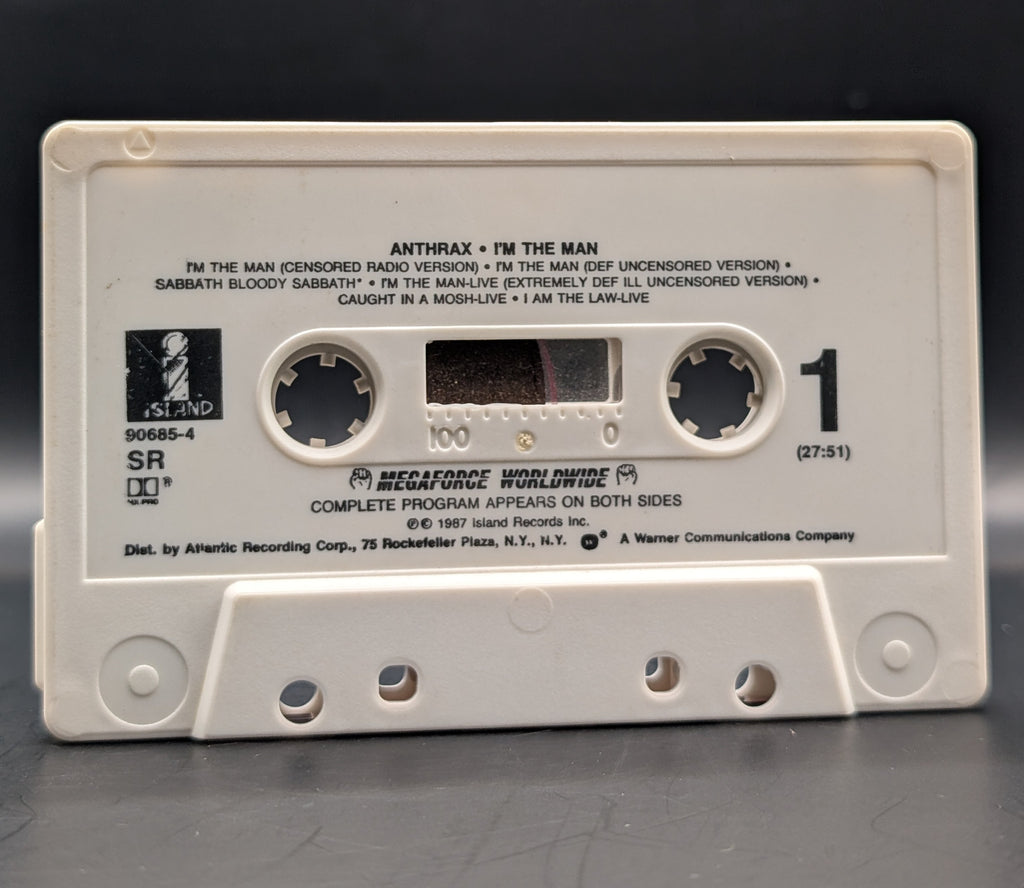 ANTHRAX • I'M THE MAN
I'M THE MAN (CENSORED RADIO VERSION) • I'M THE MAN (DEF UNCENSORED VERSION) •
SABBATH BLOODY SABBATH* • I'M THE MAN-LIVE (EXTREMELY DEF ILL UNCENSORED VERSION) •
CAUGHT IN A MOSH-LIVE • I AM THE LAW-LIVE
ISLAND
90685-4
SR
100 0
1
(27:51)
MEGAFORCE WORLDWIDE
COMPLETE PROGRAM APPEARS ON BOTH SIDES
℗© 1987 Island Records Inc.
Dist. by Atlantic Recording Corp., 75 Rockefeller Plaza, N.Y., N.Y. ® A Warner Communications Company